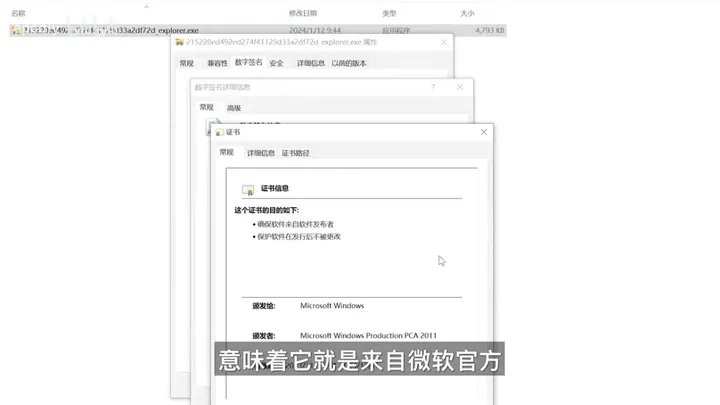 名称 修改日期 类型 大小
215220ed492ed274f41129d33a2df72d_explorer.exe 2024/1/12 9:44 应用程序 4,793 KB
215220ed492ed274f41129d33a2df72d_explorer.exe 属性
常规 兼容性 数字签名 安全 详细信息 以前的版本
数字签名详细信息
常规 高级
证书
常规 详细信息 证书路径
证书信息
这个证书的目的如下:
• 确保软件来自软件发布者
• 保护软件在发行后不被更改
颁发给: Microsoft Windows
颁发者: Microsoft Windows Production PCA 2011
意味着它就是来自微软官方